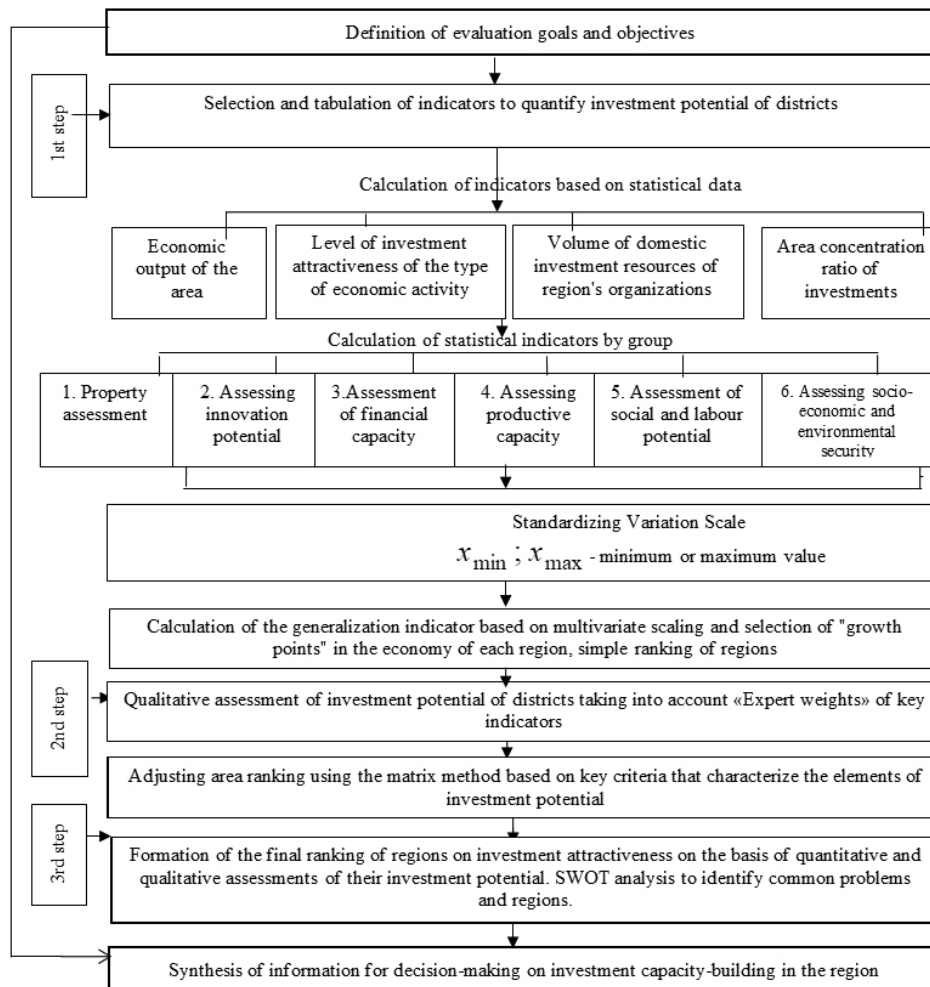 Definition of evaluation goals and objectives
1st step
Selection and tabulation of indicators to quantify investment potential of districts
Calculation of indicators based on statistical data
Economic
output of the
area
Level of investment
attractiveness of the type
of economic activity
Volume of domestic
investment resources of
region's organizations
Area concentration
ratio of
investments
Calculation of statistical indicators by group
1. Property
assessment
2. Assessing
innovation
potential
3.Assessment
of financial
capacity
4. Assessing
productive
capacity
5. Assessment of
social and labour
potential
6. Assessing socio-
economic and
environmental
security
Standardizing Variation Scale
x min ; x max - minimum or maximum value
Calculation of the generalization indicator based on multivariate scaling and selection of "growth
points" in the economy of each region, simple ranking of regions
2nd step
Qualitative assessment of investment potential of districts taking into account «Expert weights» of key
indicators
Adjusting area ranking using the matrix method based on key criteria that characterize the elements of
investment potential
3rd step
Formation of the final ranking of regions on investment attractiveness on the basis of quantitative and
qualitative assessments of their investment potential. SWOT analysis to identify common problems
and regions.
Synthesis of information for decision-making on investment capacity-building in the region